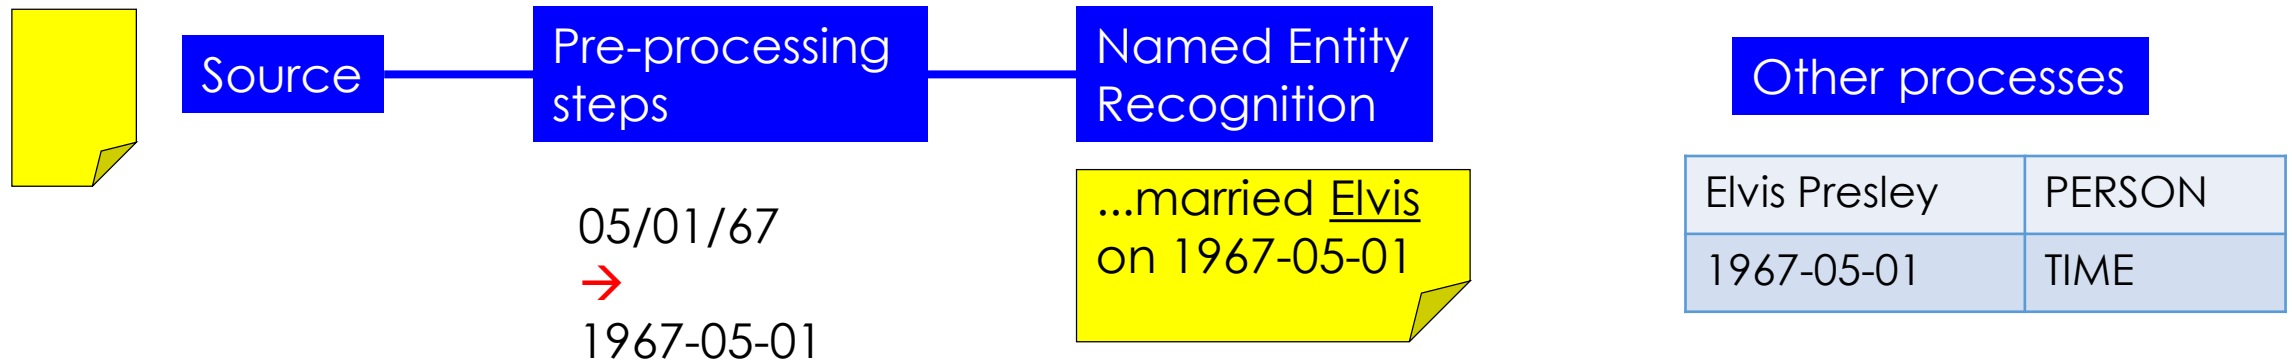 Source
Pre-processing
steps
Named Entity
Recognition
Other processes
05/01/67
→
1967-05-01
...married Elvis
on 1967-05-01
Elvis Presley PERSON
1967-05-01 TIME